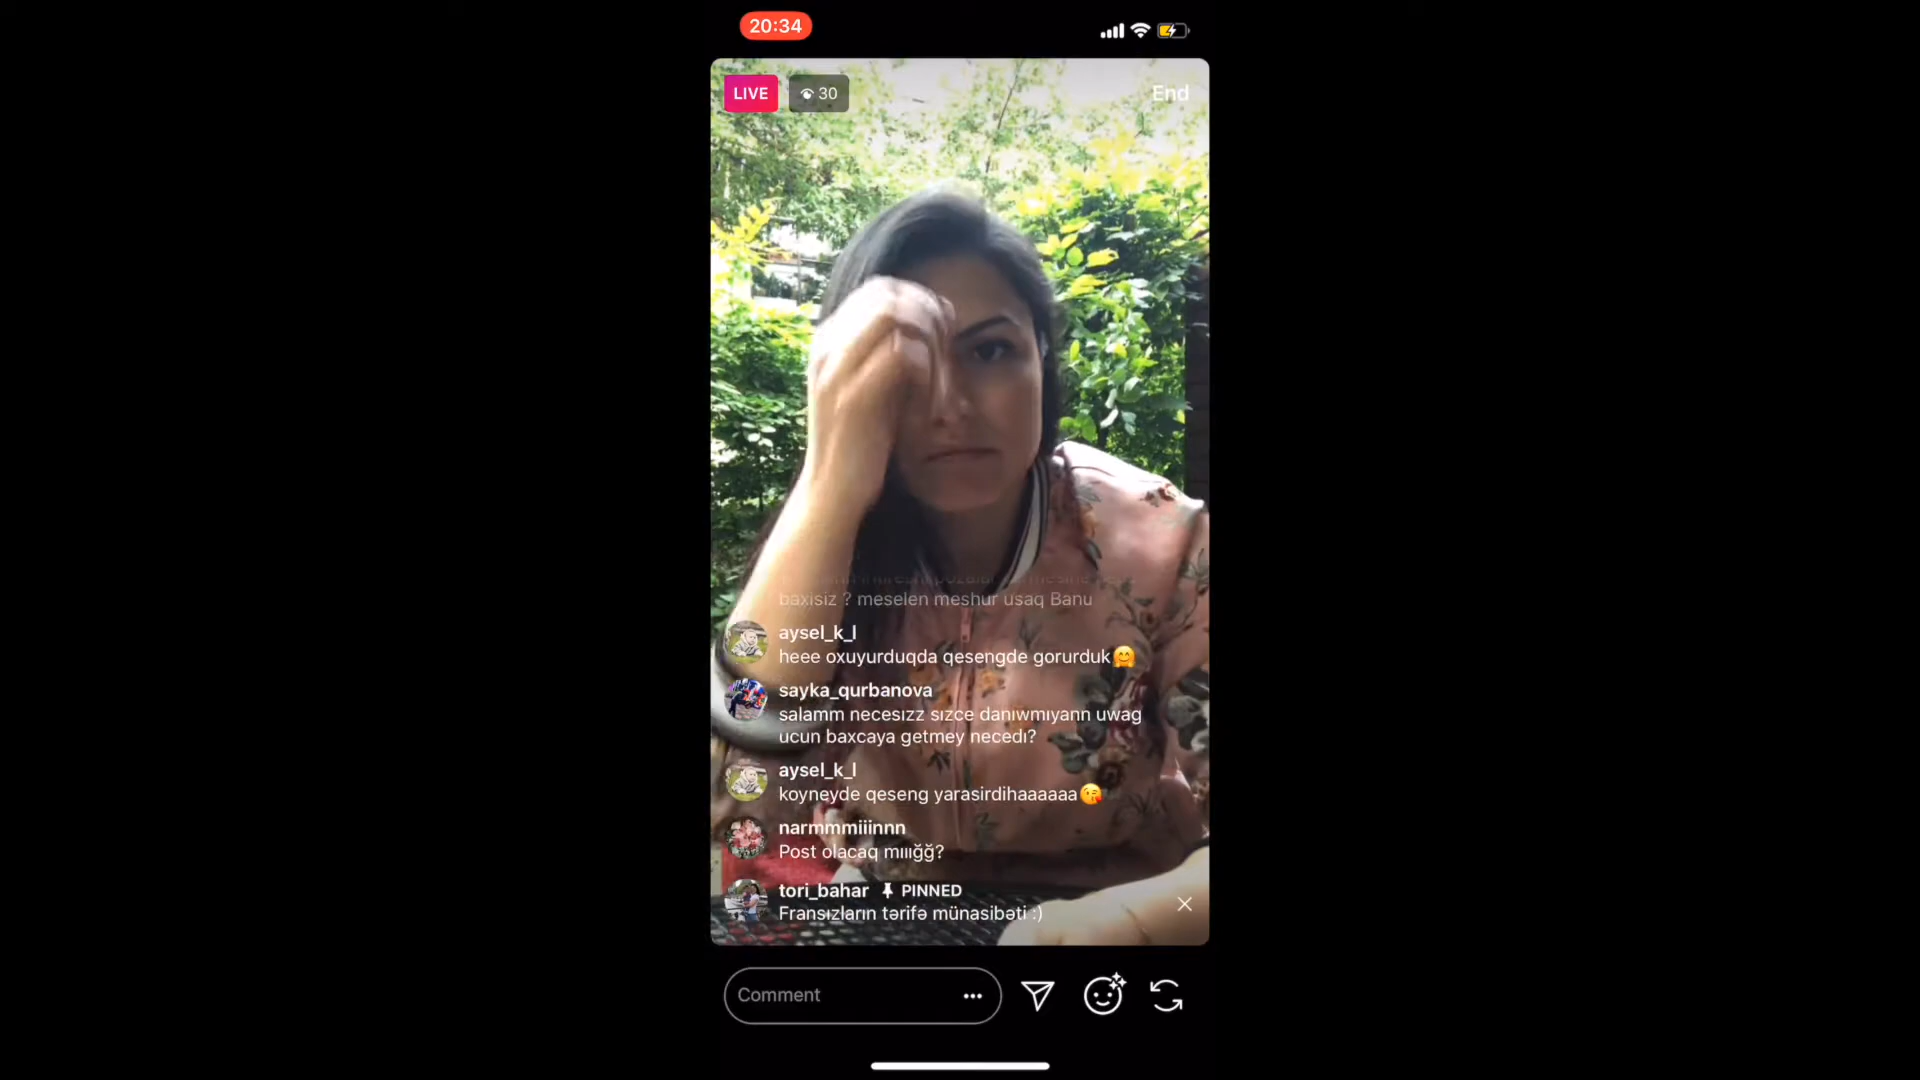 20:34
LIVE
30
End
baxisiz ? meselen meshur usaq Banu
aysel_k_l
heee oxuyurduqda qesengde gorurduk🤗
sayka_qurbanova
salamm necesızz sızce danıwmıyann uwag
ucun baxcaya getmey necedı?
aysel_k_l
koyneyde qeseng yarasirdihaaaaaa😘
narmmmiiinnn
Post olacaq mıııığğ?
tori_bahar PINNED
Fransızların tərifə münasibəti :)
Comment